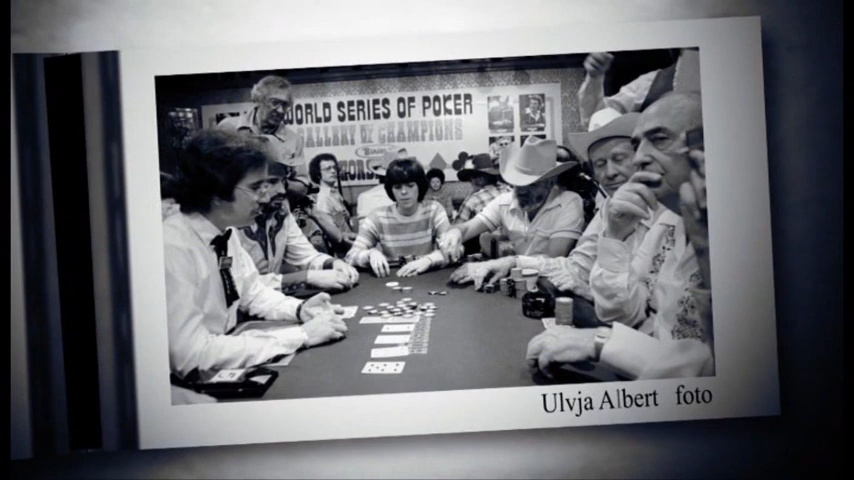 WORLD SERIES OF POKER
GALLERY OF CHAMPIONS
Ulvja Albert foto